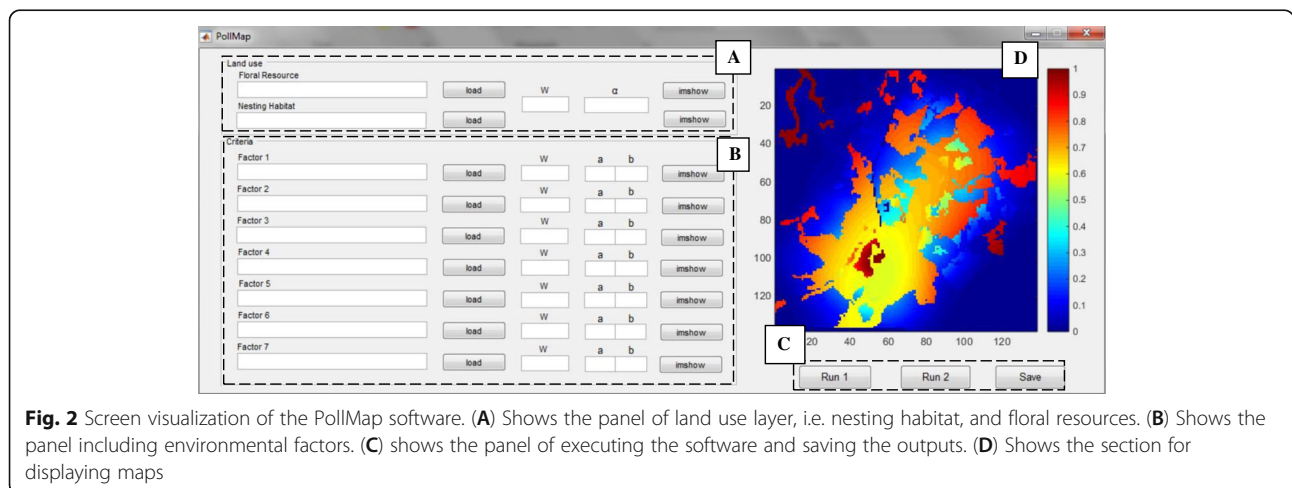 PollMap
Land use
A
Floral Resource
load
W
α
imshow
Nesting Habitat
load
imshow
Criteria
B
Factor 1
load
W
a b
imshow
Factor 2
load
W
a b
imshow
Factor 3
load
W
a b
imshow
Factor 4
load
W
a b
imshow
Factor 5
load
W
a b
imshow
Factor 6
load
W
a b
imshow
Factor 7
load
W
a b
imshow
D
20
40
60
80
100
120
20 40 60 80 100 120
1
0.9
0.8
0.7
0.6
0.5
0.4
0.3
0.2
0.1
0
C
Run 1
Run 2
Save
Fig. 2 Screen visualization of the PollMap software. (A) Shows the panel of land use layer, i.e. nesting habitat, and floral resources. (B) Shows the
panel including environmental factors. (C) shows the panel of executing the software and saving the outputs. (D) Shows the section for
displaying maps